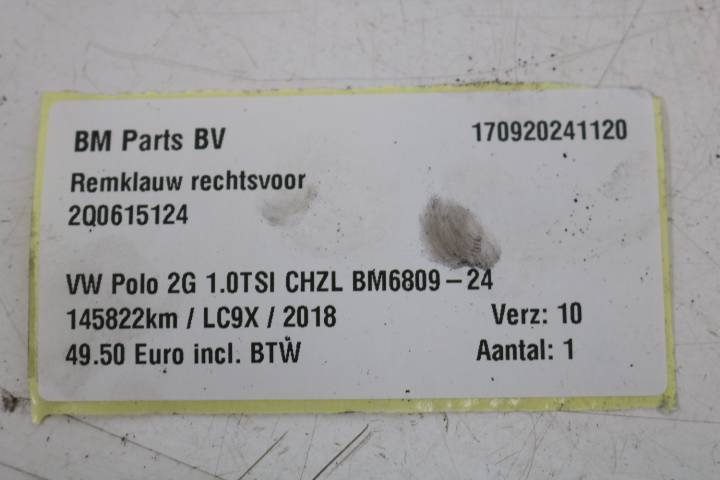 BM Parts BV 170920241120
Remklauw rechtsvoor
2Q0615124
VW Polo 2G 1.0TSI CHZL BM6809-24
145822km / LC9X / 2018 Verz: 10
49.50 Euro incl. BTW Aantal: 1